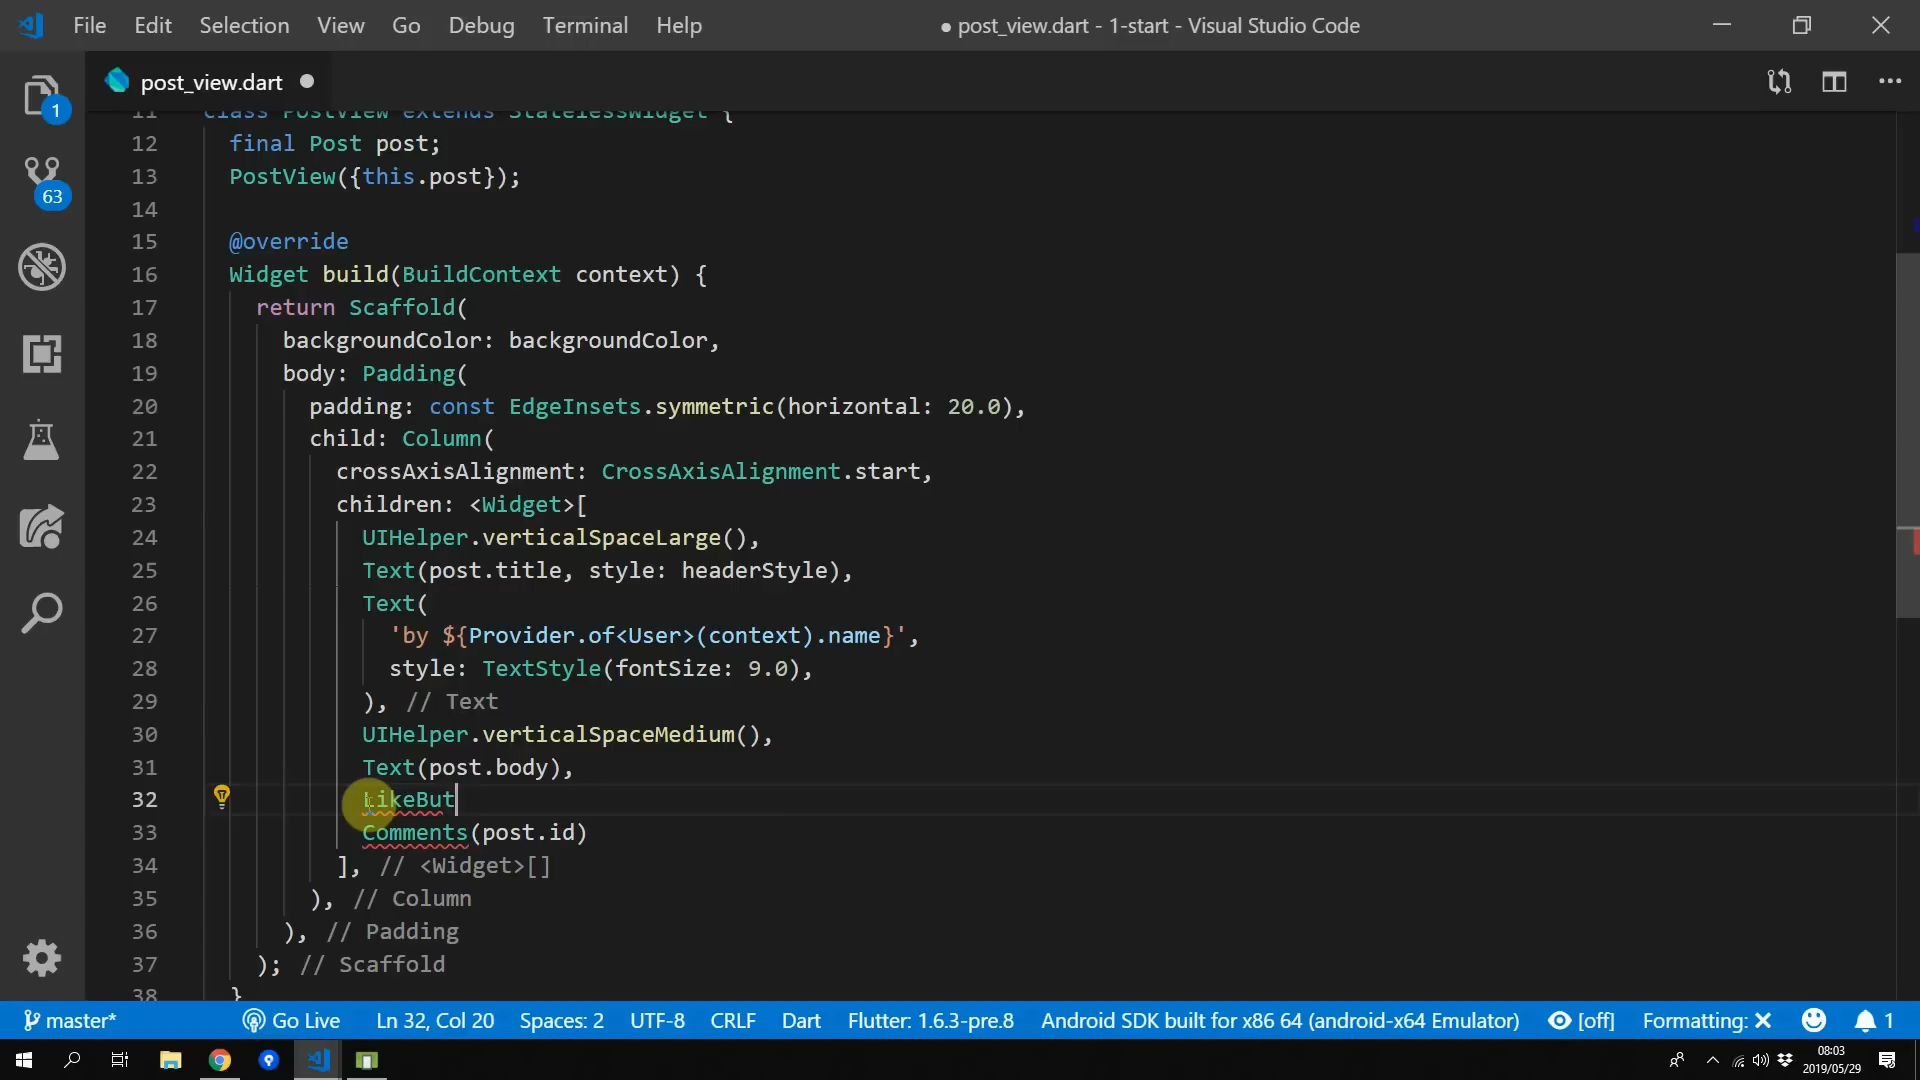 File Edit Selection View Go Debug Terminal Help
● post_view.dart - 1-start - Visual Studio Code
post_view.dart ●
1
63
11 class PostView extends StatelessWidget {
12 final Post post;
13 PostView({this.post});
14
15 @override
16 Widget build(BuildContext context) {
17 return Scaffold(
18 backgroundColor: backgroundColor,
19 body: Padding(
20 padding: const EdgeInsets.symmetric(horizontal: 20.0),
21 child: Column(
22 crossAxisAlignment: CrossAxisAlignment.start,
23 children: <Widget>[
24 UIHelper.verticalSpaceLarge(),
25 Text(post.title, style: headerStyle),
26 Text(
27 'by ${Provider.of<User>(context).name}',
28 style: TextStyle(fontSize: 9.0),
29 ), // Text
30 UIHelper.verticalSpaceMedium(),
31 Text(post.body),
32 LikeBut
33 Comments(post.id)
34 ], // <Widget>[]
35 ), // Column
36 ), // Padding
37 ); // Scaffold
38 }
master* Go Live Ln 32, Col 20 Spaces: 2 UTF-8 CRLF Dart Flutter: 1.6.3-pre.8 Android SDK built for x86 64 (android-x64 Emulator) [off] Formatting: ✕ 1
08:03
2019/05/29